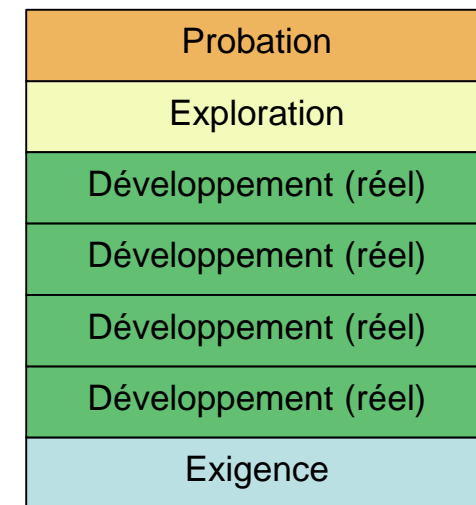 Probation
Exploration
Développement (réel)
Développement (réel)
Développement (réel)
Développement (réel)
Exigence